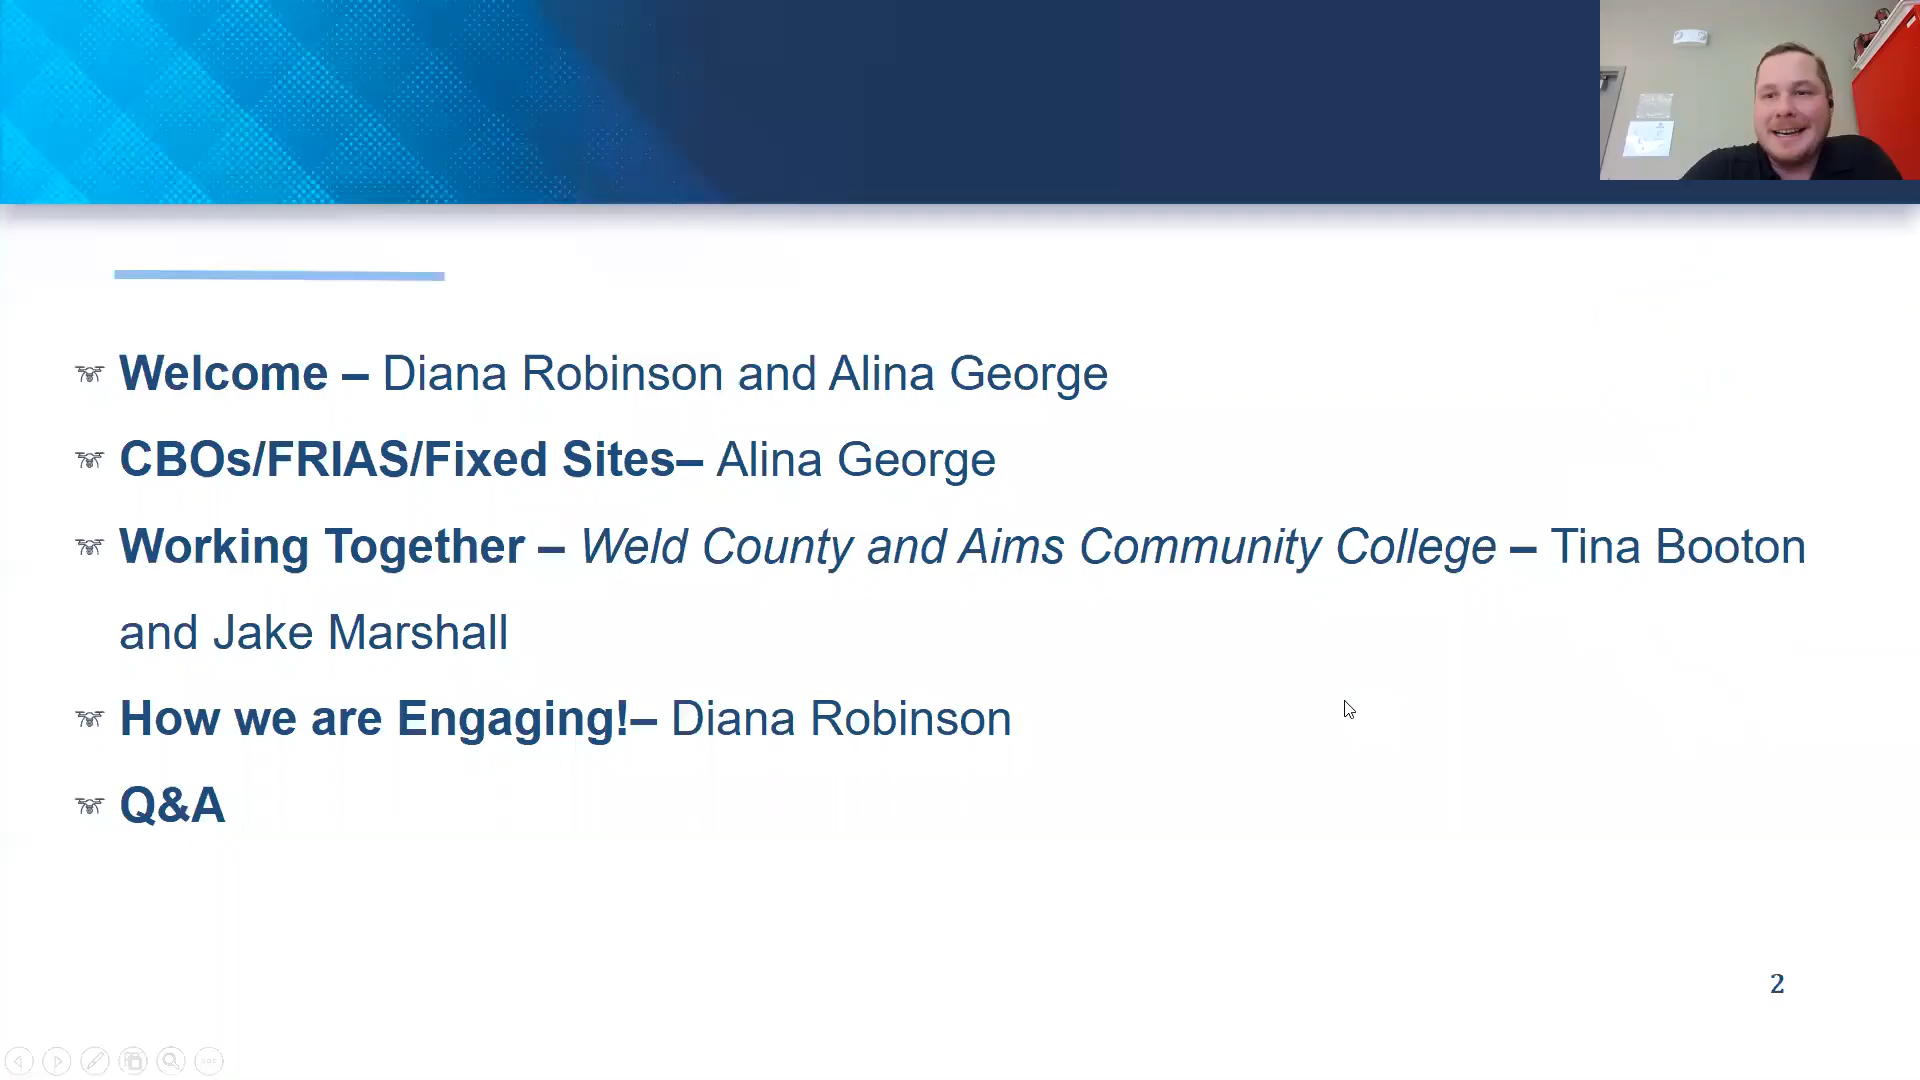 Welcome – Diana Robinson and Alina George
CBOs/FRIAS/Fixed Sites– Alina George
Working Together – Weld County and Aims Community College – Tina Booton
and Jake Marshall
How we are Engaging!– Diana Robinson
Q&A
2